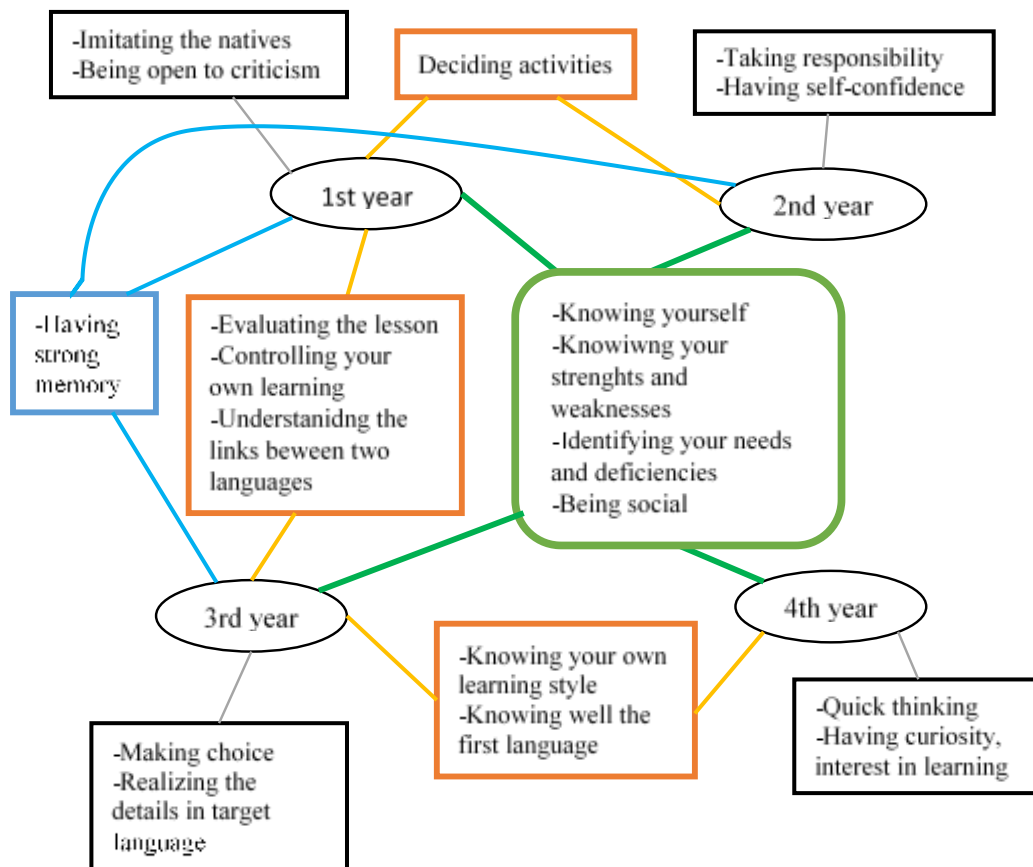 -Imitating the natives
-Being open to criticism
Deciding activities
-Taking responsibility
-Having self-confidence
1st year
2nd year
-Having
strong
memory
-Evaluating the lesson
-Controlling your
own learning
-Understanidng the
links beween two
languages
-Knowing yourself
-Knowiwng your
strenghts and
weaknesses
-Identifying your needs
and deficiencies
-Being social
3rd year
4th year
-Knowing your own
learning style
-Knowing well the
first language
-Quick thinking
-Having curiosity,
interest in learning
-Making choice
-Realizing the
details in target
language